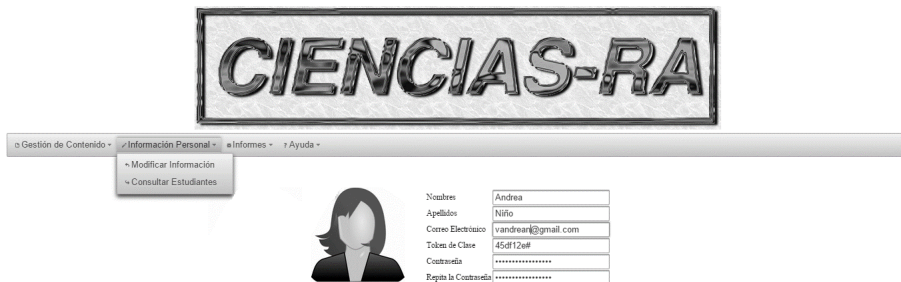 CIENCIAS-RA
Gestión de Contenido Información Personal Informes ? Ayuda
Modificar Información
Consultar Estudiantes
Nombres Andrea
Apellidos Niño
Correo Electrónico vandrean@gmail.com
Token de Clase 45df12e#
Contraseña ••••••••••••••••
Repita la Contraseña ••••••••••••••••